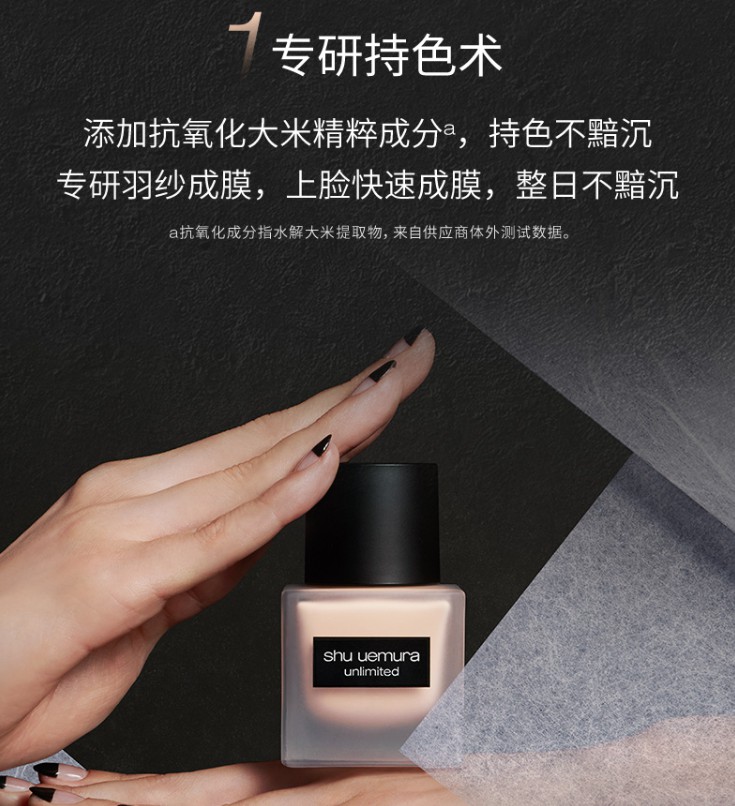 1 专研持色术
添加抗氧化大米精粹成分a，持色不黯沉
专研羽纱成膜，上脸快速成膜，整日不黯沉
a抗氧化成分指水解大米提取物，来自供应商体外测试数据。
shu uemura
unlimited